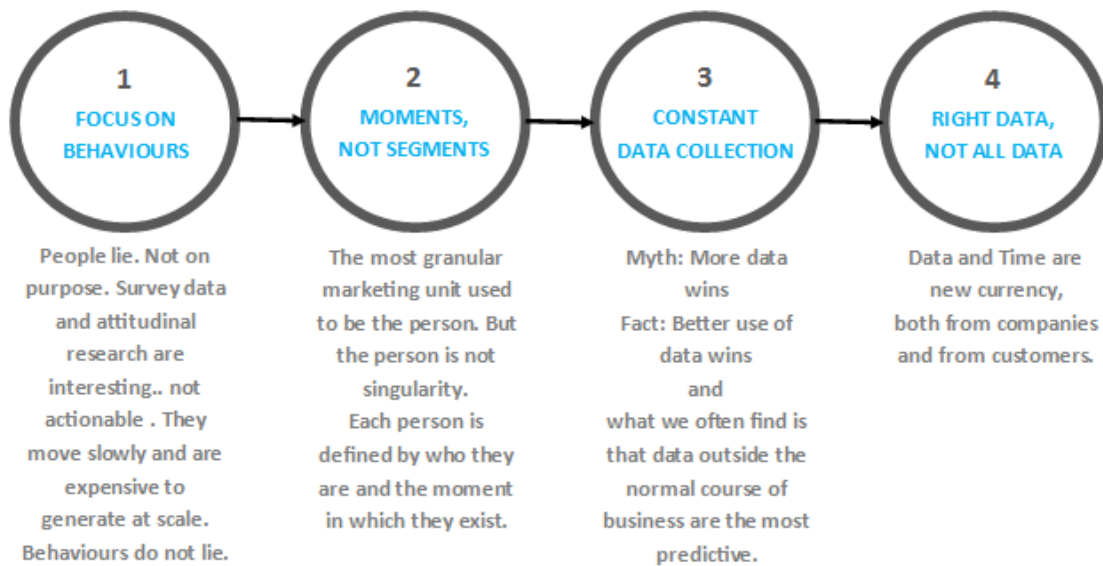 1
FOCUS ON
BEHAVIOURS
People lie. Not on
purpose. Survey data
and attitudinal
research are
interesting.. not
actionable . They
move slowly and are
expensive to
generate at scale.
Behaviours do not lie.
2
MOMENTS,
NOT SEGMENTS
The most granular
marketing unit used
to be the person. But
the person is not
singularity.
Each person is
defined by who they
are and the moment
in which they exist.
3
CONSTANT
DATA COLLECTION
Myth: More data
wins
Fact: Better use of
data wins
and
what we often find is
that data outside the
normal course of
business are the most
predictive.
4
RIGHT DATA,
NOT ALL DATA
Data and Time are
new currency,
both from companies
and from customers.